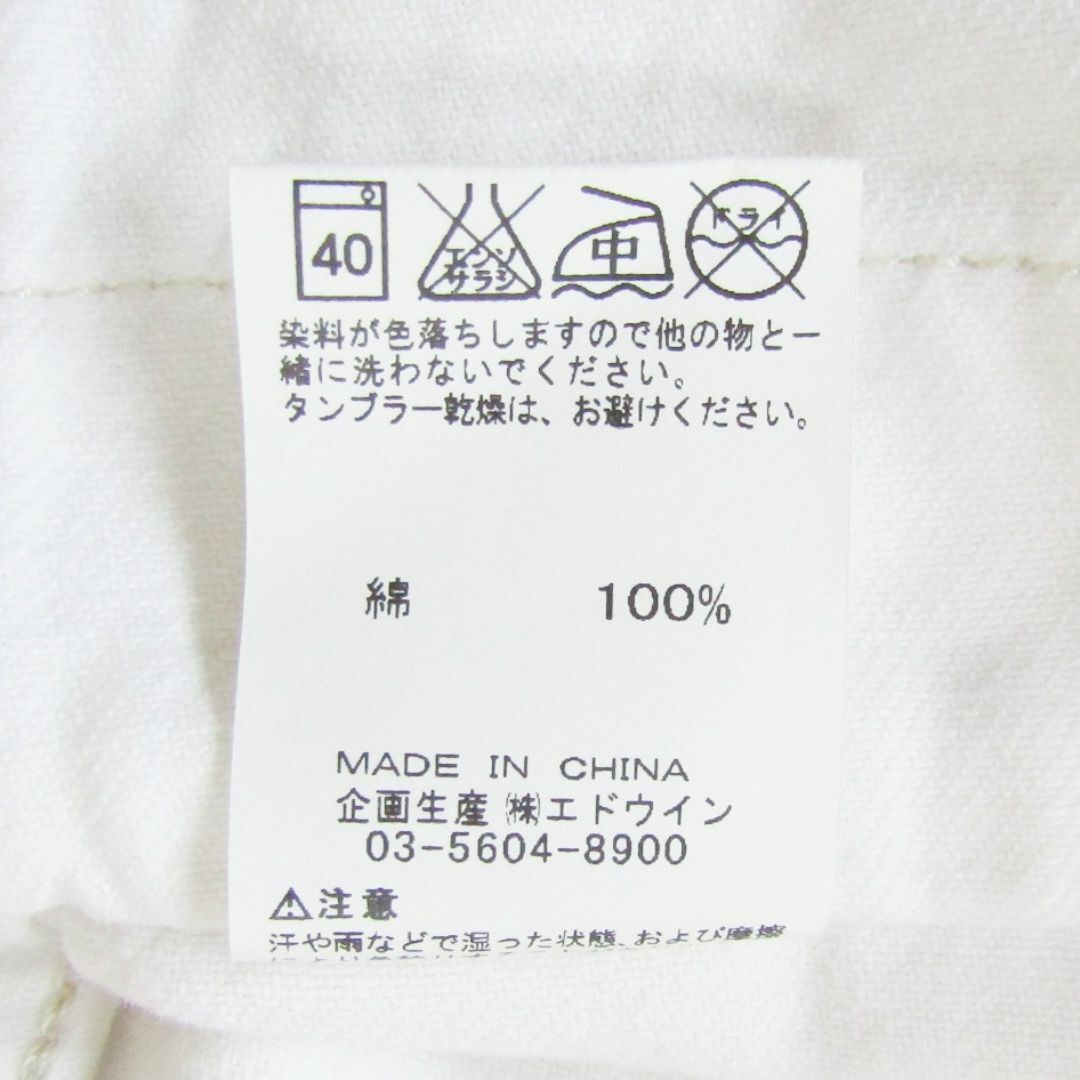 40 エンソ 中 ドライ
サラシ
染料が色落ちしますので他の物と一
緒に洗わないでください。
タンブラー乾燥は、お避けください。
綿 100%
MADE IN CHINA
企画生産 ㈱エドウイン
03-5604-8900
⚠注意
汗や雨などで湿った状態、および摩擦